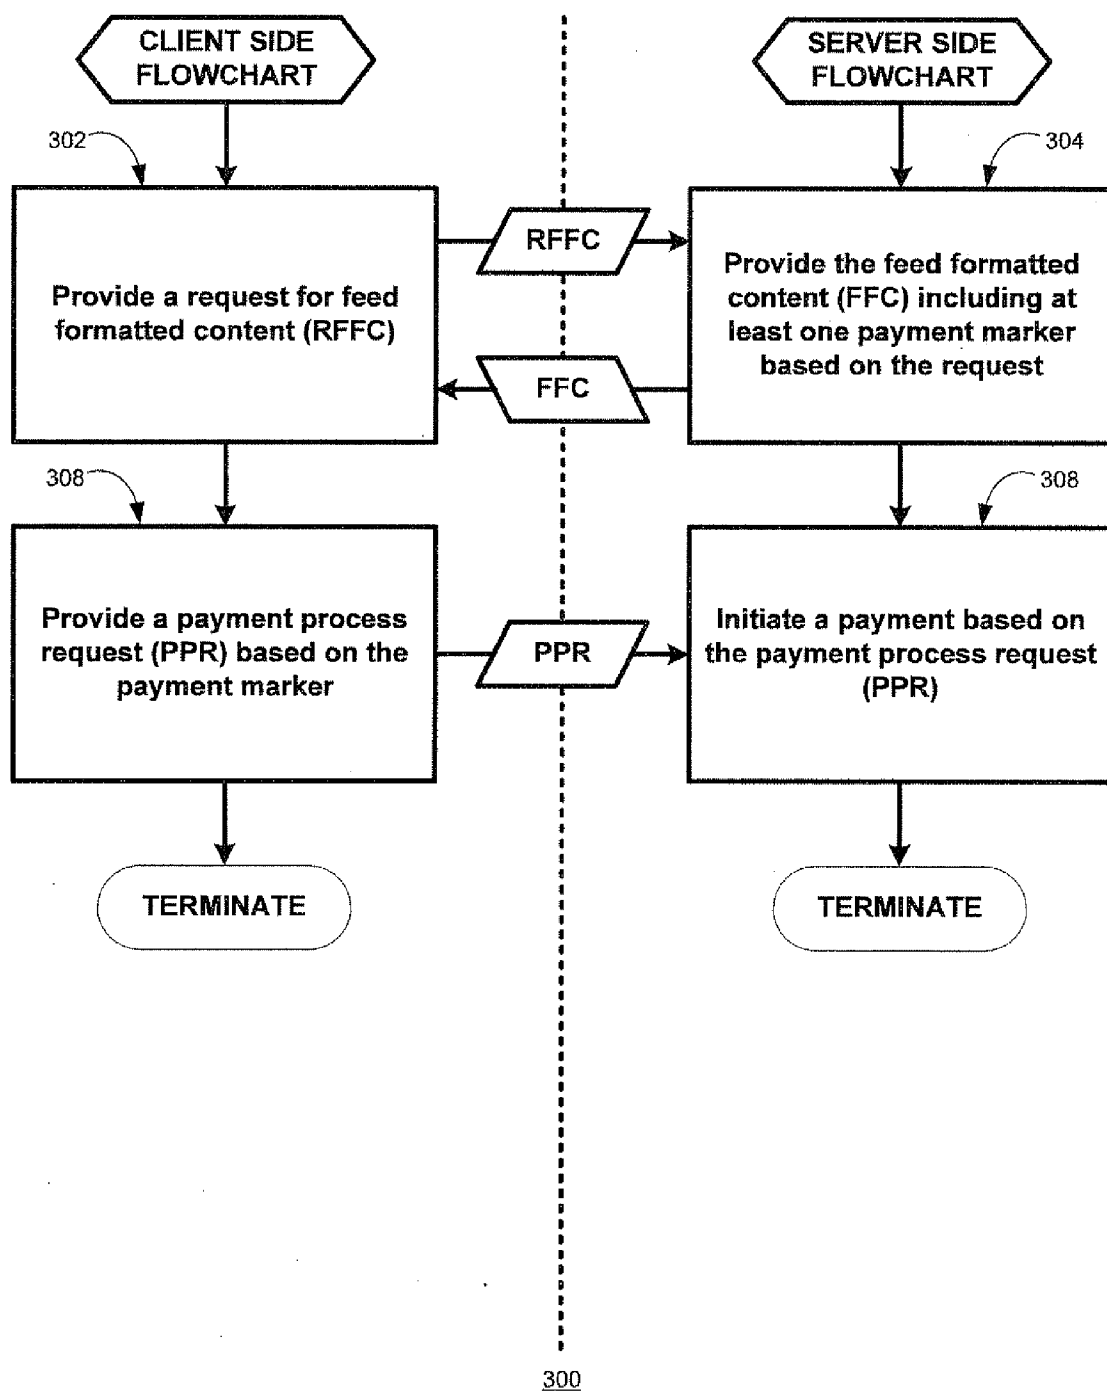 CLIENT SIDE
FLOWCHART
SERVER SIDE
FLOWCHART
302
304
Provide a request for feed
formatted content (RFFC)
RFFC
FFC
Provide the feed formatted
content (FFC) including at
least one payment marker
based on the request
308
308
Provide a payment process
request (PPR) based on the
payment marker
PPR
Initiate a payment based on
the payment process request
(PPR)
TERMINATE
TERMINATE
300